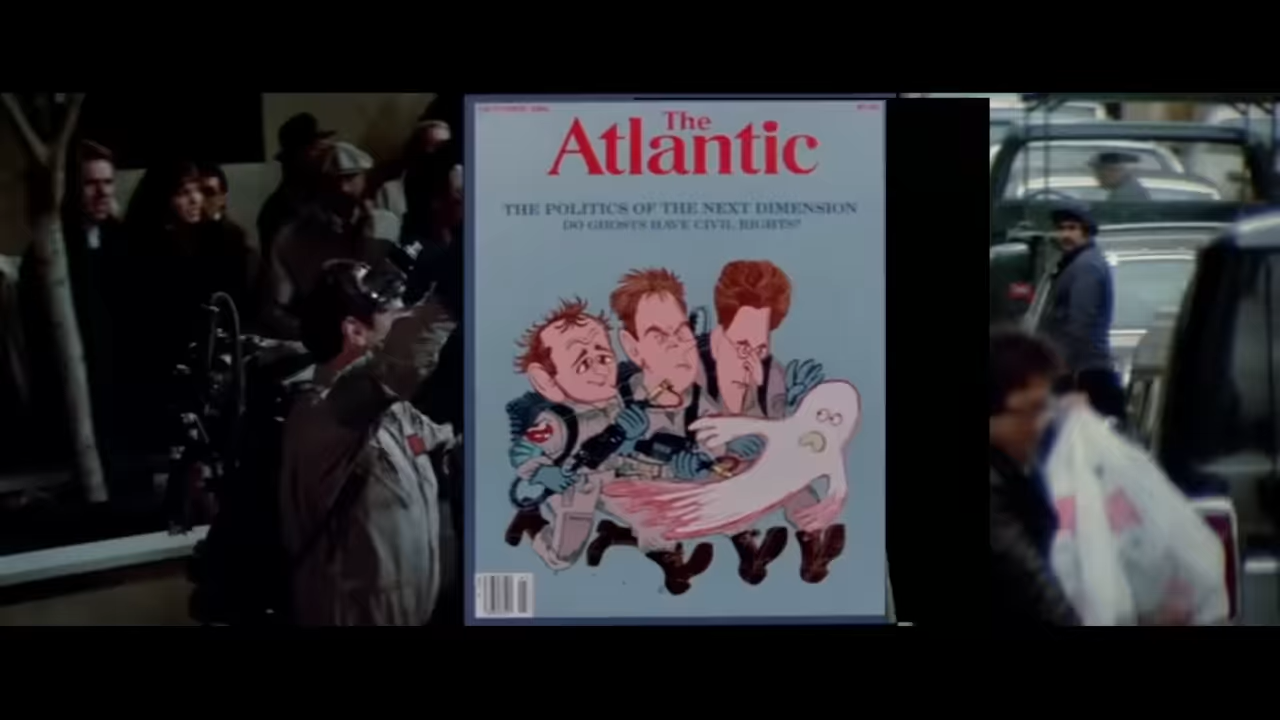 The
Atlantic
THE POLITICS OF THE NEXT DIMENSION
DO GHOSTS HAVE CIVIL RIGHTS?